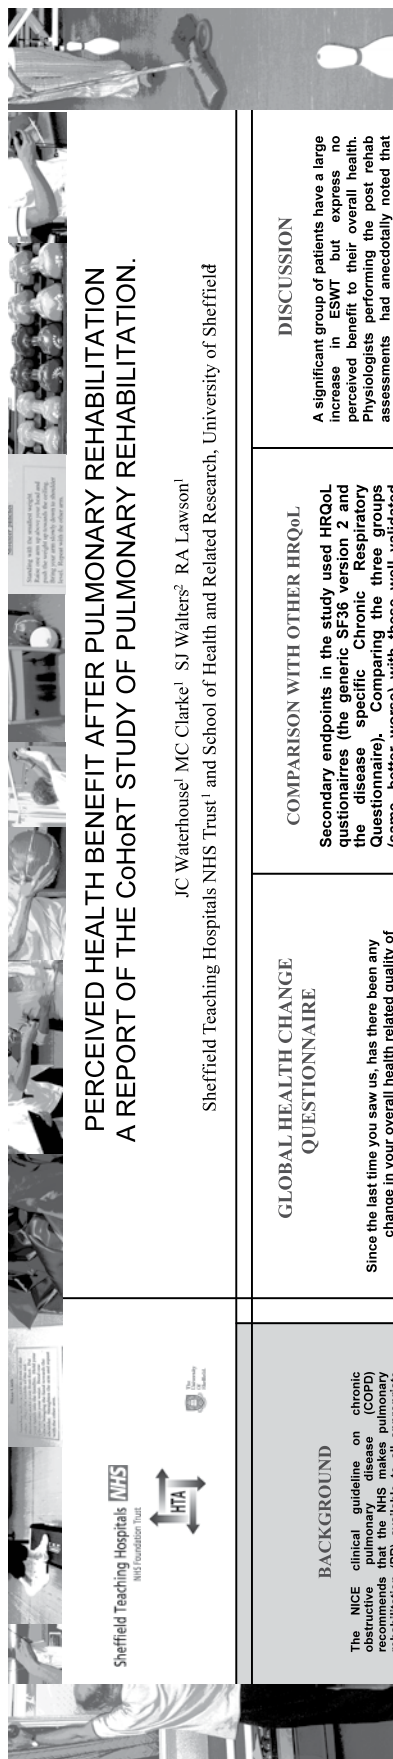 Sheffield Teaching Hospitals NHS
NHS Foundation Trust
HTA
The
University
Of
Sheffield.
PERCEIVED HEALTH BENEFIT AFTER PULMONARY REHABILITATION
A REPORT OF THE CoHoRT STUDY OF PULMONARY REHABILITATION.
JC Waterhouse1 MC Clarke1 SJ Walters2 RA Lawson1
Sheffield Teaching Hospitals NHS Trust1 and School of Health and Related Research, University of Sheffield2
BACKGROUND
The NICE clinical guideline on chronic
obstructive pulmonary disease (COPD)
recommends that the NHS makes pulmonary
GLOBAL HEALTH CHANGE
QUESTIONNAIRE
Since the last time you saw us, has there been any
change in your overall health related quality of
COMPARISON WITH OTHER HRQoL
Secondary endpoints in the study used HRQoL
qustionairres (the generic SF36 version 2 and
the disease specific Chronic Respiratory
Questionnaire). Comparing the three groups
DISCUSSION
A significant group of patients have a large
increase in ESWT but express no
perceived benefit to their overall health.
Physiologists performing the post rehab
assessments had anecdotally noted that